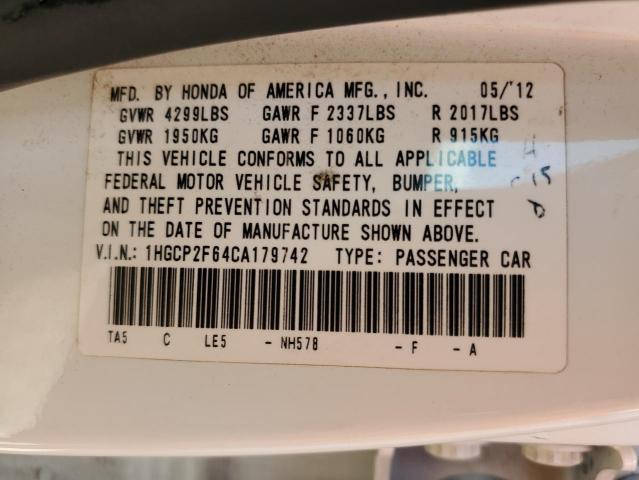 MFD. BY HONDA OF AMERICA MFG., INC. 05/'12
GVWR 4299LBS GAWR F 2337LBS R 2017LBS
GVWR 1950KG GAWR F 1060KG R 915KG
THIS VEHICLE CONFORMS TO ALL APPLICABLE
FEDERAL MOTOR VEHICLE SAFETY, BUMPER,
AND THEFT PREVENTION STANDARDS IN EFFECT
ON THE DATE OF MANUFACTURE SHOWN ABOVE.
V.I.N.: 1HGCP2F64CA179742 TYPE: PASSENGER CAR
TA5 C LE5 - NH578 - F - A